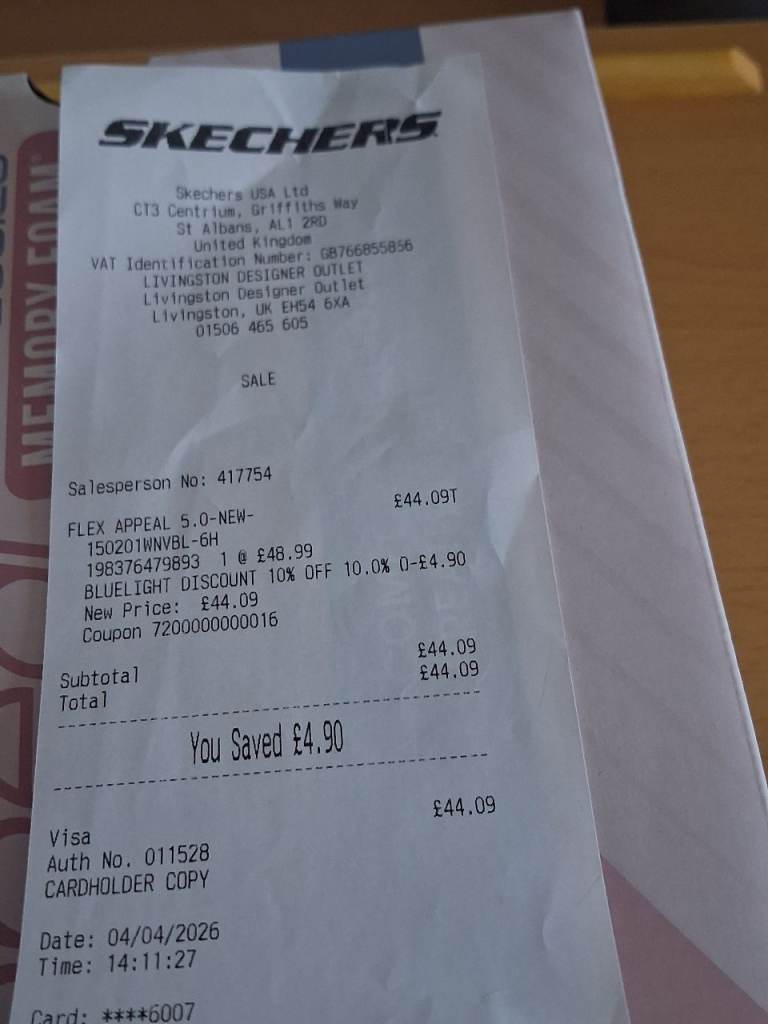 SKECHERS
Skechers USA Ltd
CT3 Centrium, Griffiths Way
St Albans, AL1 2RD
United Kingdom
VAT Identification Number: GB766855856
LIVINGSTON DESIGNER OUTLET
Livingston Designer Outlet
Livingston, UK EH54 6XA
01506 465 605
SALE
Salesperson No: 417754
£44.09T
FLEX APPEAL 5.0-NEW-
150201WNVBL-6H
198376479893 1 @ £48.99
BLUELIGHT DISCOUNT 10% OFF 10.0% 0-£4.90
New Price: £44.09
Coupon 7200000000016
Subtotal £44.09
Total £44.09
You Saved £4.90
Visa £44.09
Auth No. 011528
CARDHOLDER COPY
Date: 04/04/2026
Time: 14:11:27
Card: ****6007
MEMORY FOAM